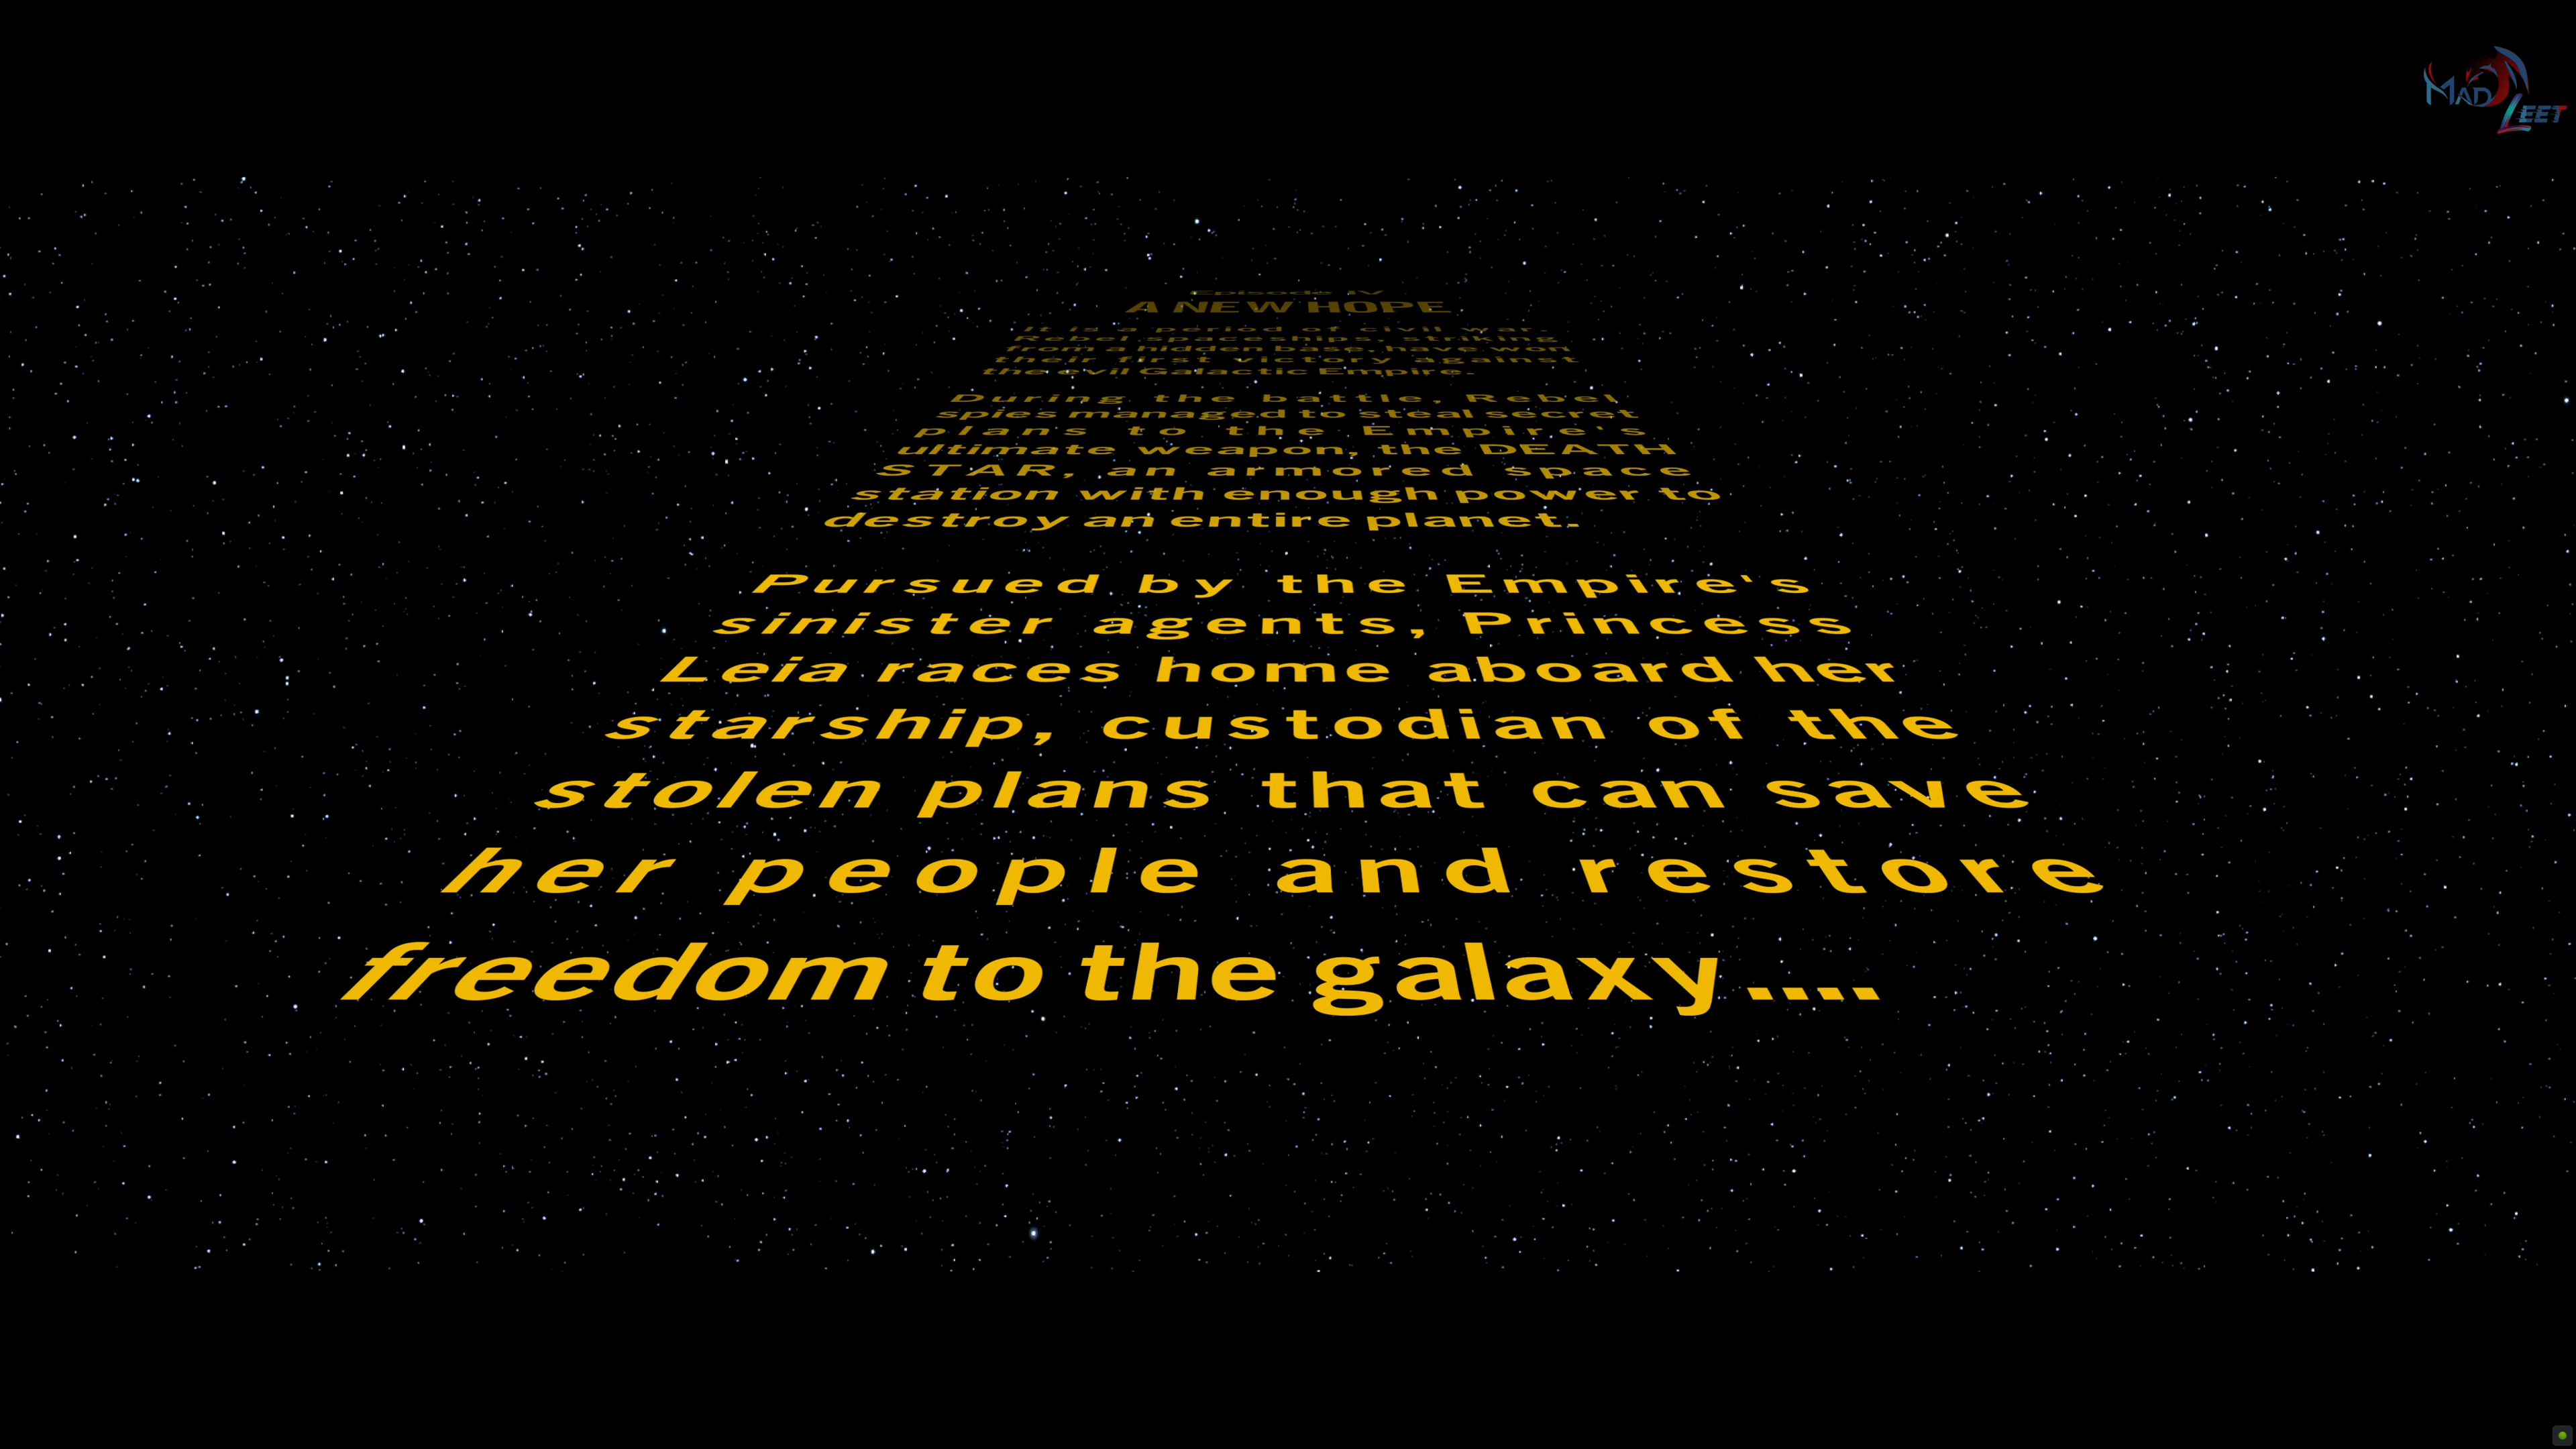 MAD LEET
Episode IV
A NEW HOPE
It is a period of civil war.
Rebel spaceships, striking
from a hidden base, have won
their first victory against
the evil Galactic Empire.
During the battle, Rebel
spies managed to steal secret
plans to the Empire's
ultimate weapon, the DEATH
STAR, an armored space
station with enough power to
destroy an entire planet.
Pursued by the Empire's
sinister agents, Princess
Leia races home aboard her
starship, custodian of the
stolen plans that can save
her people and restore
freedom to the galaxy....